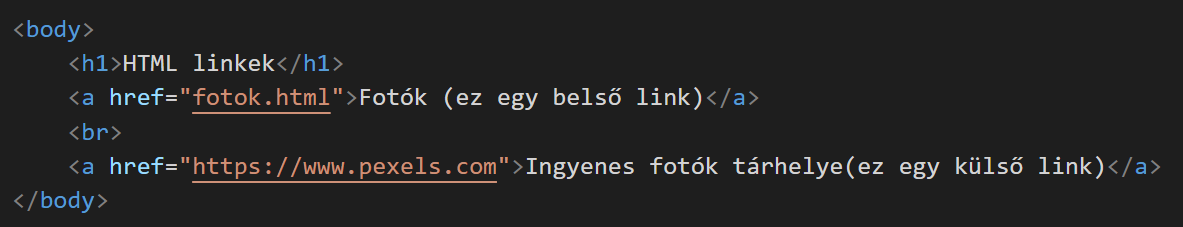 <body>
<h1>HTML linkek</h1>
<a href="fotok.html">Fotók (ez egy belső link)</a>
<br>
<a href="https://www.pexels.com">Ingyenes fotók tárhelye(ez egy külső link)</a>
</body>